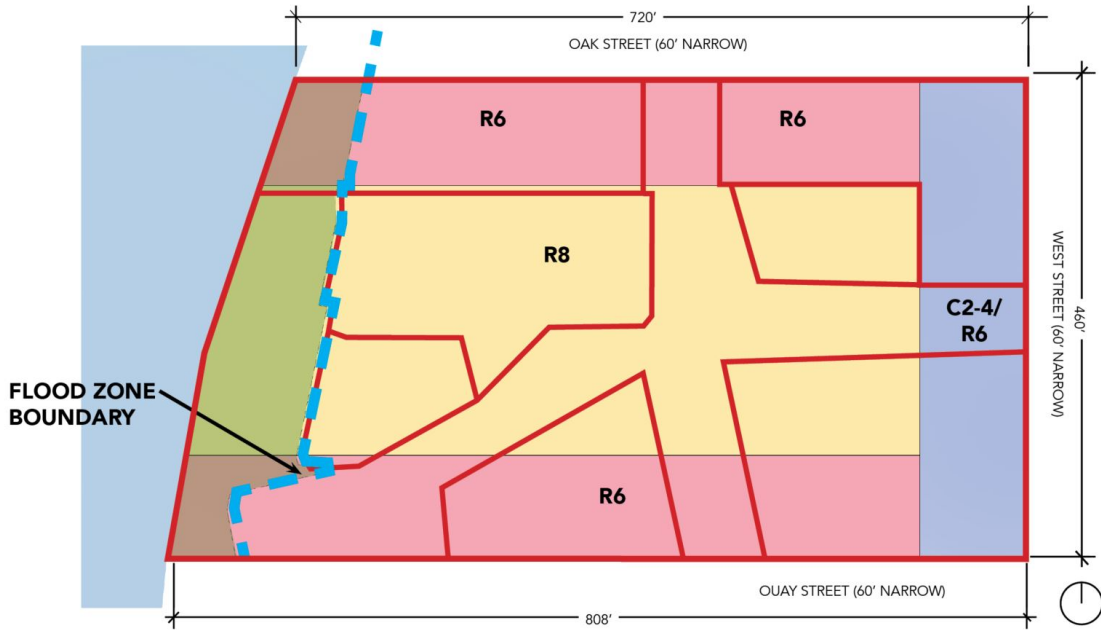 720'
OAK STREET (60' NARROW)
R6
R6
R8
C2-4/
R6
WEST STREET (60' NARROW)
460'
FLOOD ZONE
BOUNDARY
R6
QUAY STREET (60' NARROW)
808'